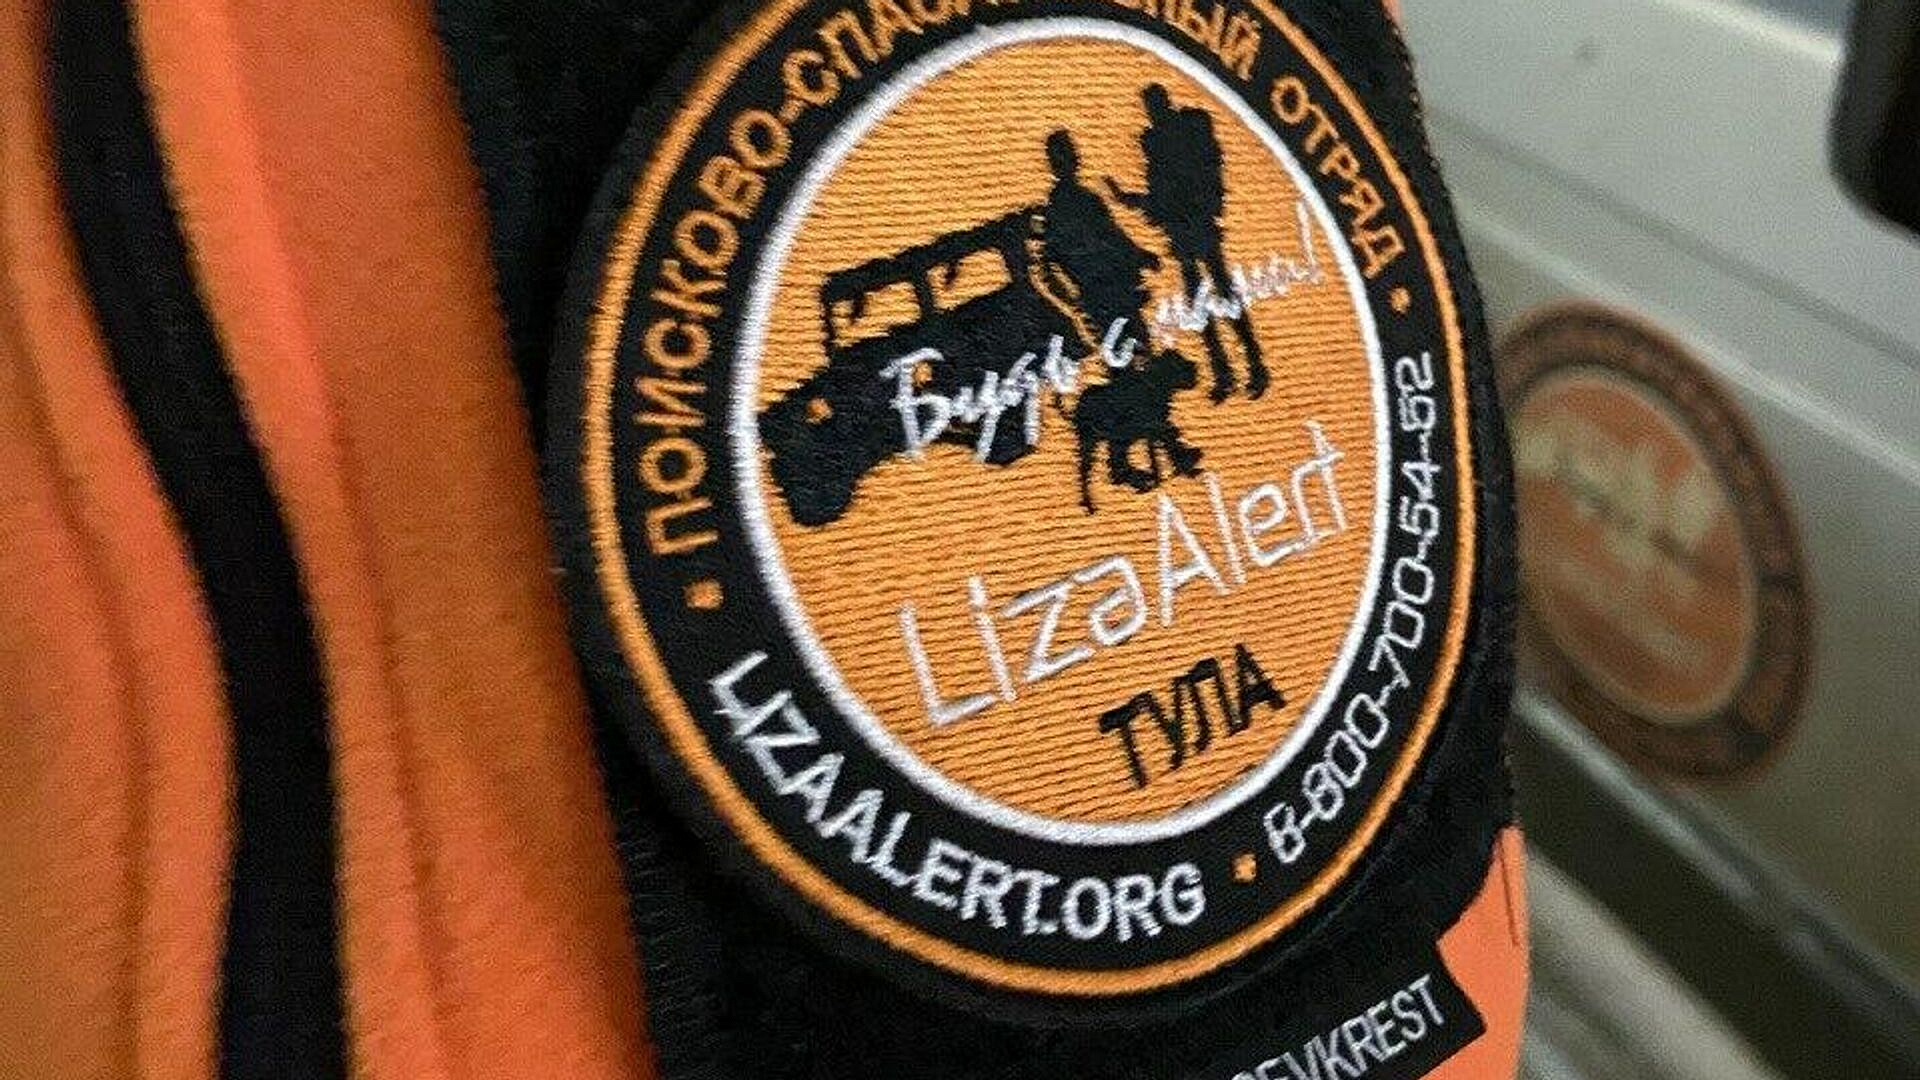 ПОИСКОВО-СПАСАТЕЛЬНЫЙ ОТРЯД
Будь с нами!
LizaAlert
ТУЛА
LIZAALERT.ORG
8-800-700-54-52